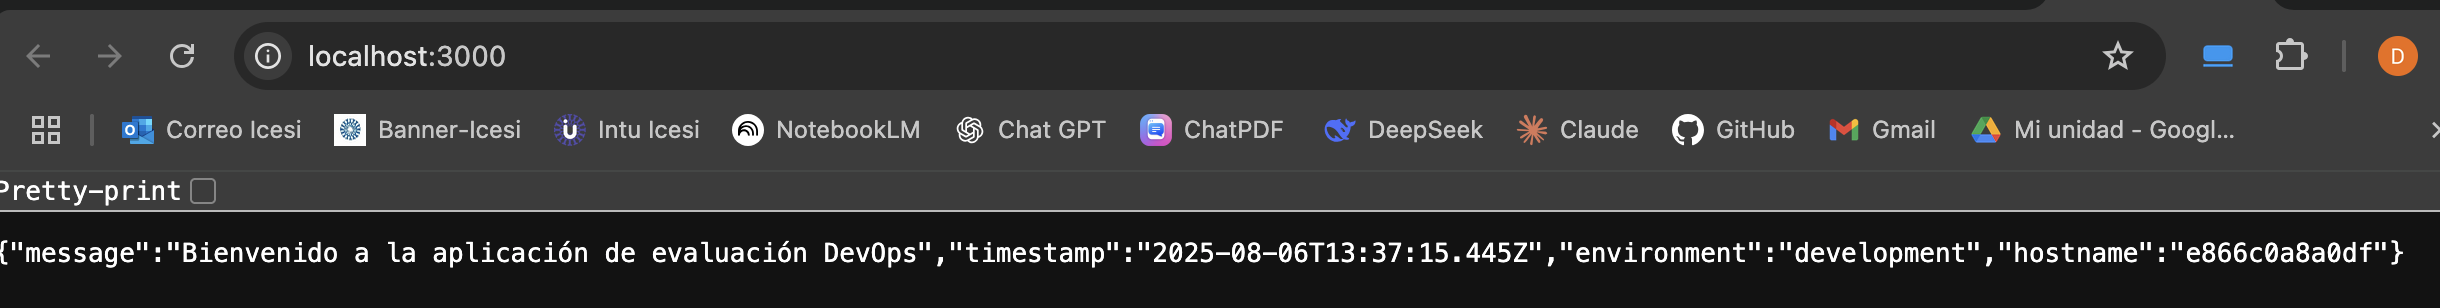 localhost:3000
D
Correo Icesi Banner-Icesi Intu Icesi NotebookLM Chat GPT ChatPDF DeepSeek Claude GitHub Gmail Mi unidad - Googl...
Pretty-print
{"message":"Bienvenido a la aplicación de evaluación DevOps","timestamp":"2025-08-06T13:37:15.445Z","environment":"development","hostname":"e866c0a8a0df"}